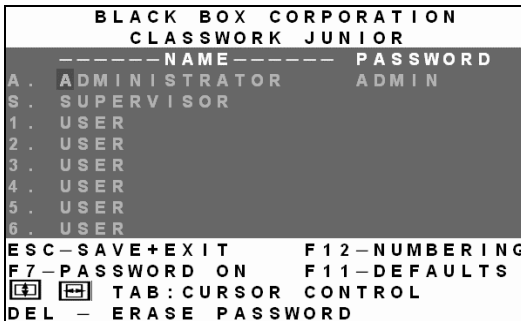 BLACK BOX CORPORATION
CLASSWORK JUNIOR
------NAME------ PASSWORD
A. ADMINISTRATOR ADMIN
S. SUPERVISOR
1. USER
2. USER
3. USER
4. USER
5. USER
6. USER
ESC—SAVE+EXIT F12—NUMBERING
F7—PASSWORD ON F11—DEFAULTS
TAB:CURSOR CONTROL
DEL — ERASE PASSWORD